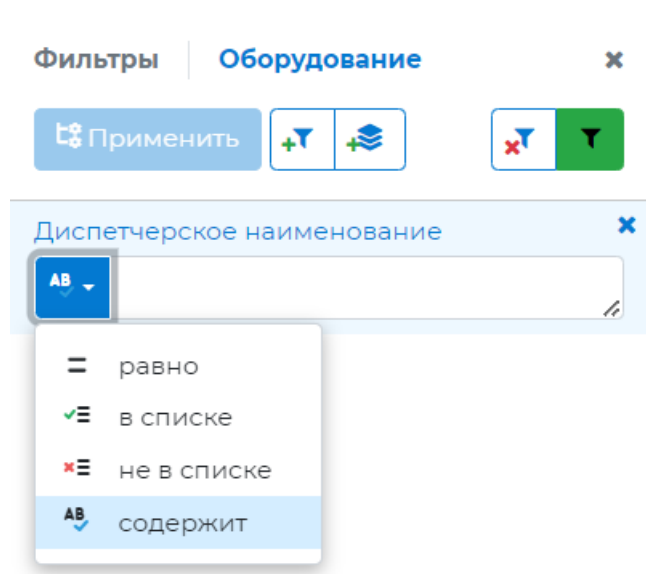 Фильтры Оборудование
Применить
Диспетчерское наименование
AB
равно
в списке
не в списке
AB содержит